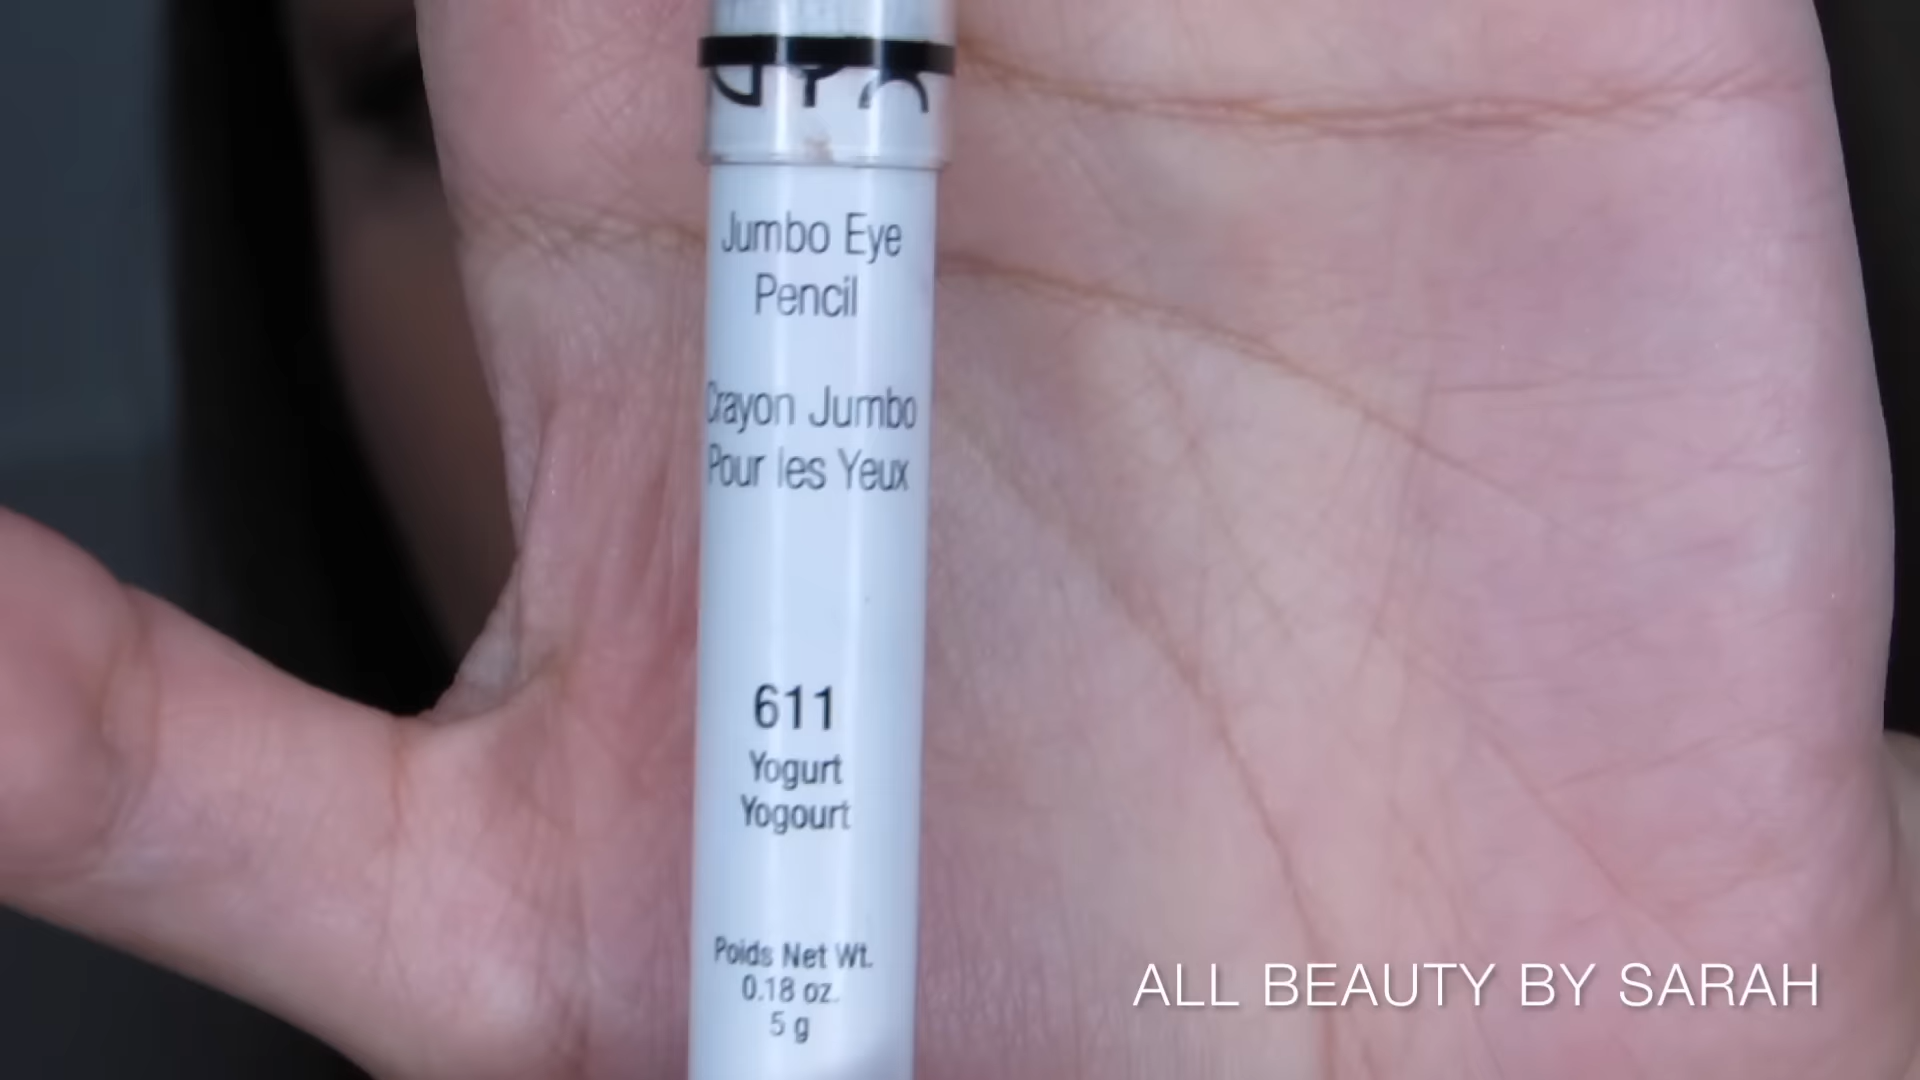 NYX
Jumbo Eye
Pencil
Crayon Jumbo
Pour les Yeux
611
Yogurt
Yogourt
Poids Net Wt.
0.18 oz.
5 g
ALL BEAUTY BY SARAH